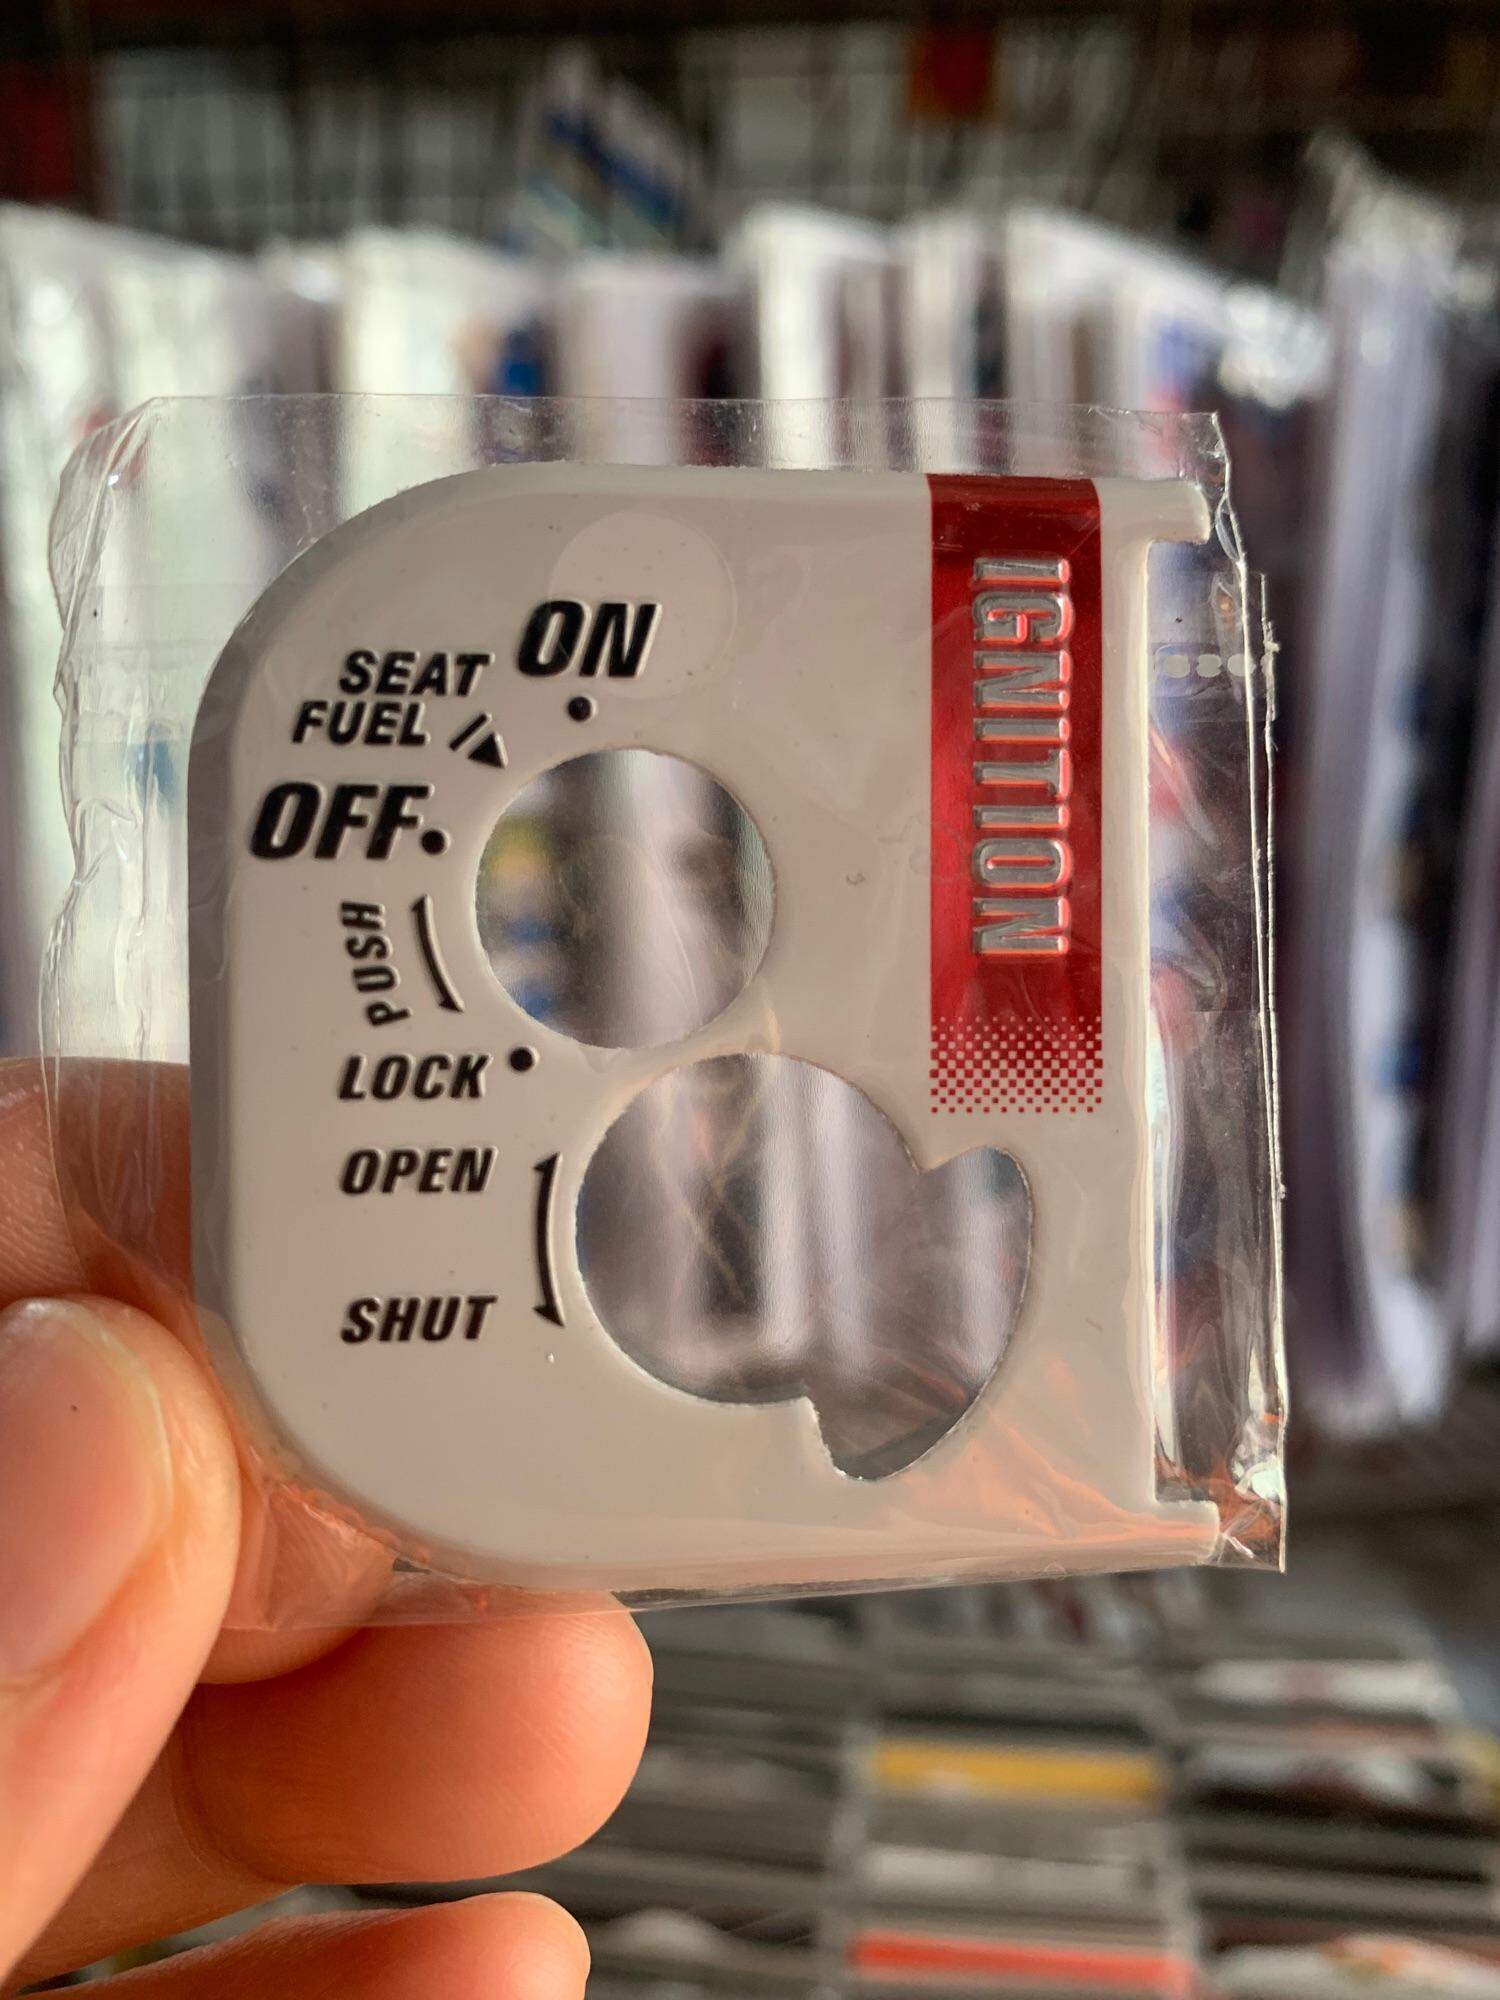 ON
SEAT
FUEL
OFF
PUSH
LOCK
OPEN
SHUT
IGNITION